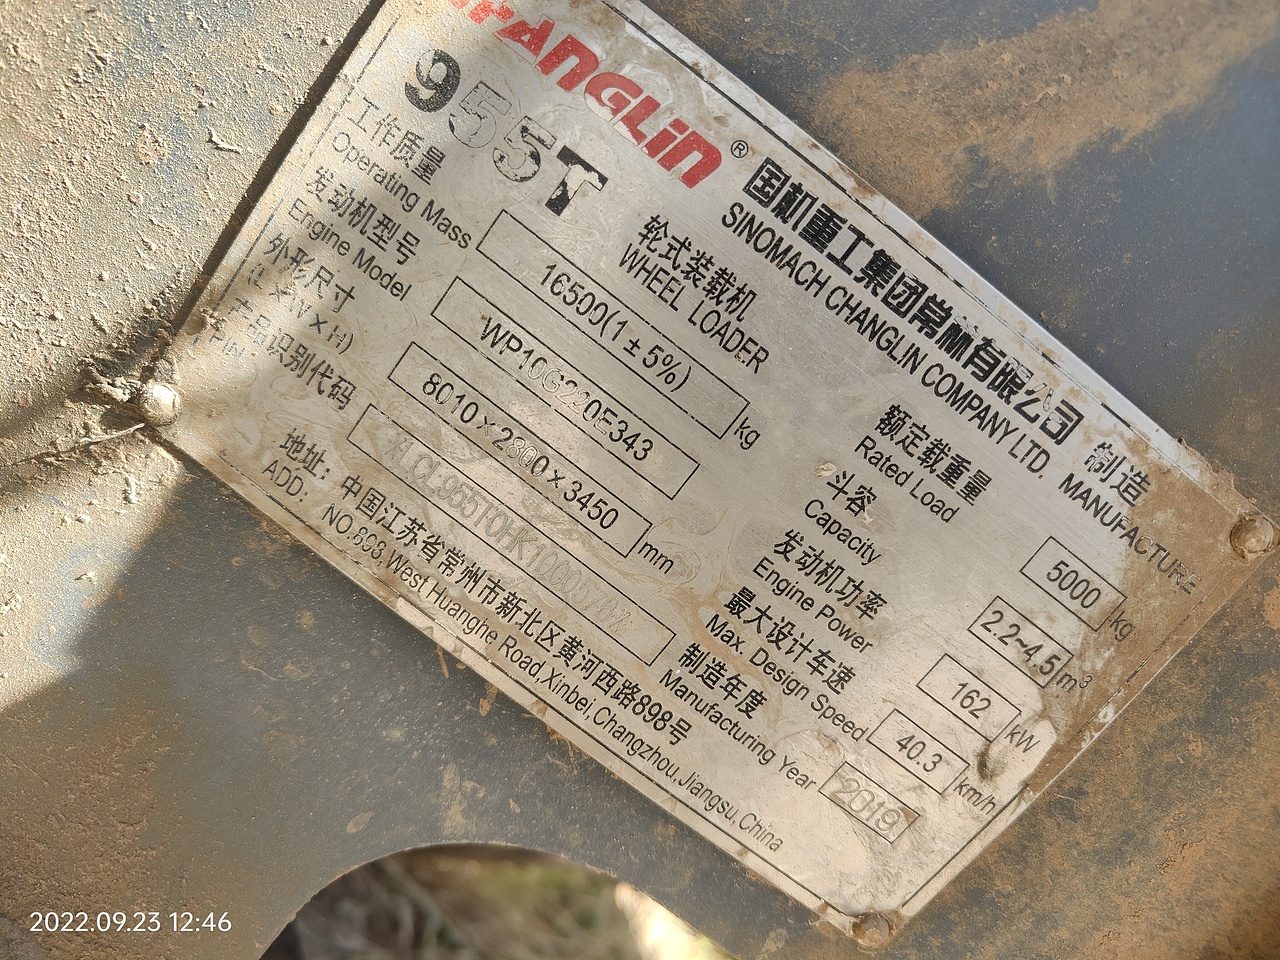 CHANGLIN®
国机重工集团常林有限公司 制造
SINOMACH CHANGLIN COMPANY LTD. MANUFACTURE
955T
轮式装载机
WHEEL LOADER
工作质量
Operating Mass
16500(1±5%) kg
发动机型号
Engine Model
WP10G220E343
外形尺寸
(L×W×H)
8010×2800×3450 mm
产品识别代码
PIN
额定载重量
Rated Load
5000 kg
斗容
Capacity
2.2~4.5 m³
发动机功率
Engine Power
162 kW
最大设计车速
Max. Design Speed
40.3 km/h
制造年度
Manufacturing Year
2019
地址: 中国江苏省常州市新北区黄河西路898号
ADD: NO.898, West Huanghe Road, Xinbei, Changzhou, Jiangsu, China
2022.09.23 12:46